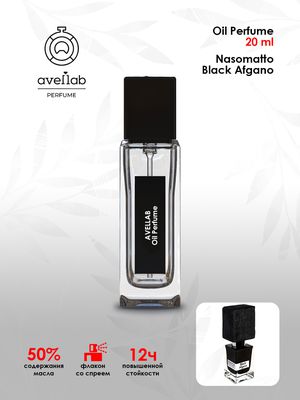 avellab
PERFUME
Oil Perfume
20 ml
Nasomatto
Black Afgano
AVELLAB
Oil Perfume
50%
содержания
масла
флакон
со спреем
12ч
повышенной
стойкости